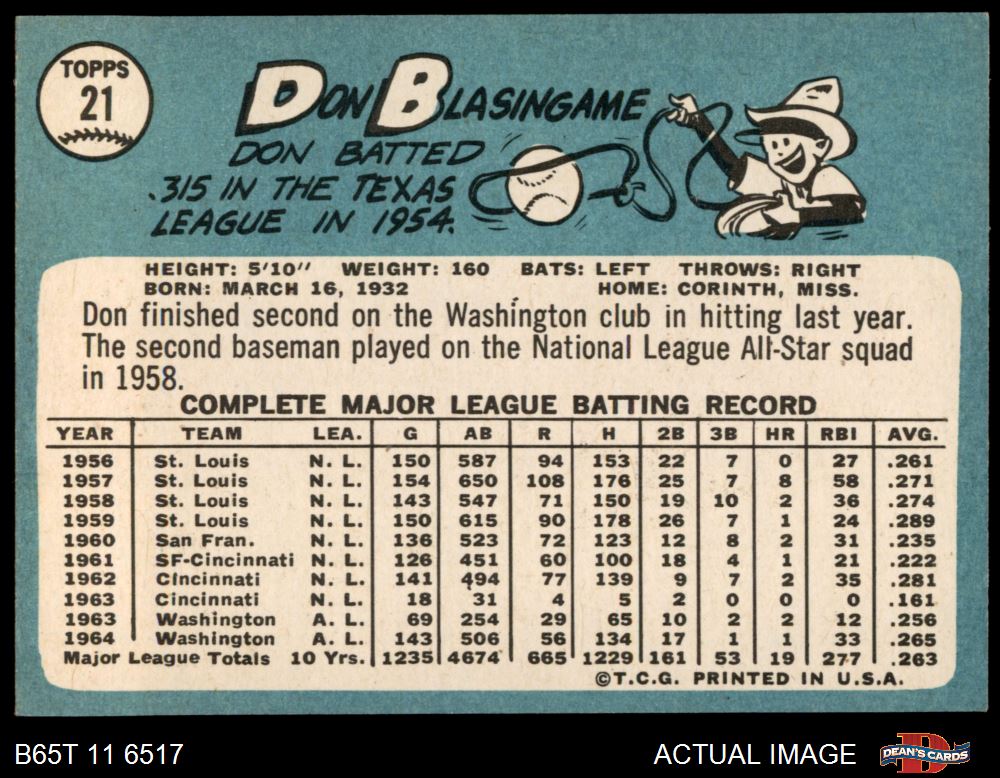 TOPPS
21
DON BLASINGAME
DON BATTED
.315 IN THE TEXAS
LEAGUE IN 1954.
HEIGHT: 5'10" WEIGHT: 160 BATS: LEFT THROWS: RIGHT
BORN: MARCH 16, 1932 HOME: CORINTH, MISS.
Don finished second on the Washington club in hitting last year.
The second baseman played on the National League All-Star squad
in 1958.
COMPLETE MAJOR LEAGUE BATTING RECORD
YEAR TEAM LEA. G AB R H 2B 3B HR RBI AVG.
1956 St. Louis N. L. 150 587 94 153 22 7 0 27 .261
1957 St. Louis N. L. 154 650 108 176 25 7 8 58 .271
1958 St. Louis N. L. 143 547 71 150 19 10 2 36 .274
1959 St. Louis N. L. 150 615 90 178 26 7 1 24 .289
1960 San Fran. N. L. 136 523 72 123 12 8 2 31 .235
1961 SF-Cincinnati N. L. 126 451 60 100 18 4 1 21 .222
1962 Cincinnati N. L. 141 494 77 139 9 7 2 35 .281
1963 Cincinnati N. L. 18 31 4 5 2 0 0 0 .161
1963 Washington A. L. 69 254 29 65 10 2 2 12 .256
1964 Washington A. L. 143 506 56 134 17 1 1 33 .265
Major League Totals 10 Yrs. 1235 4674 665 1229 161 53 19 277 .263
©T.C.G. PRINTED IN U.S.A.
B65T 11 6517 ACTUAL IMAGE
DEAN'S CARDS